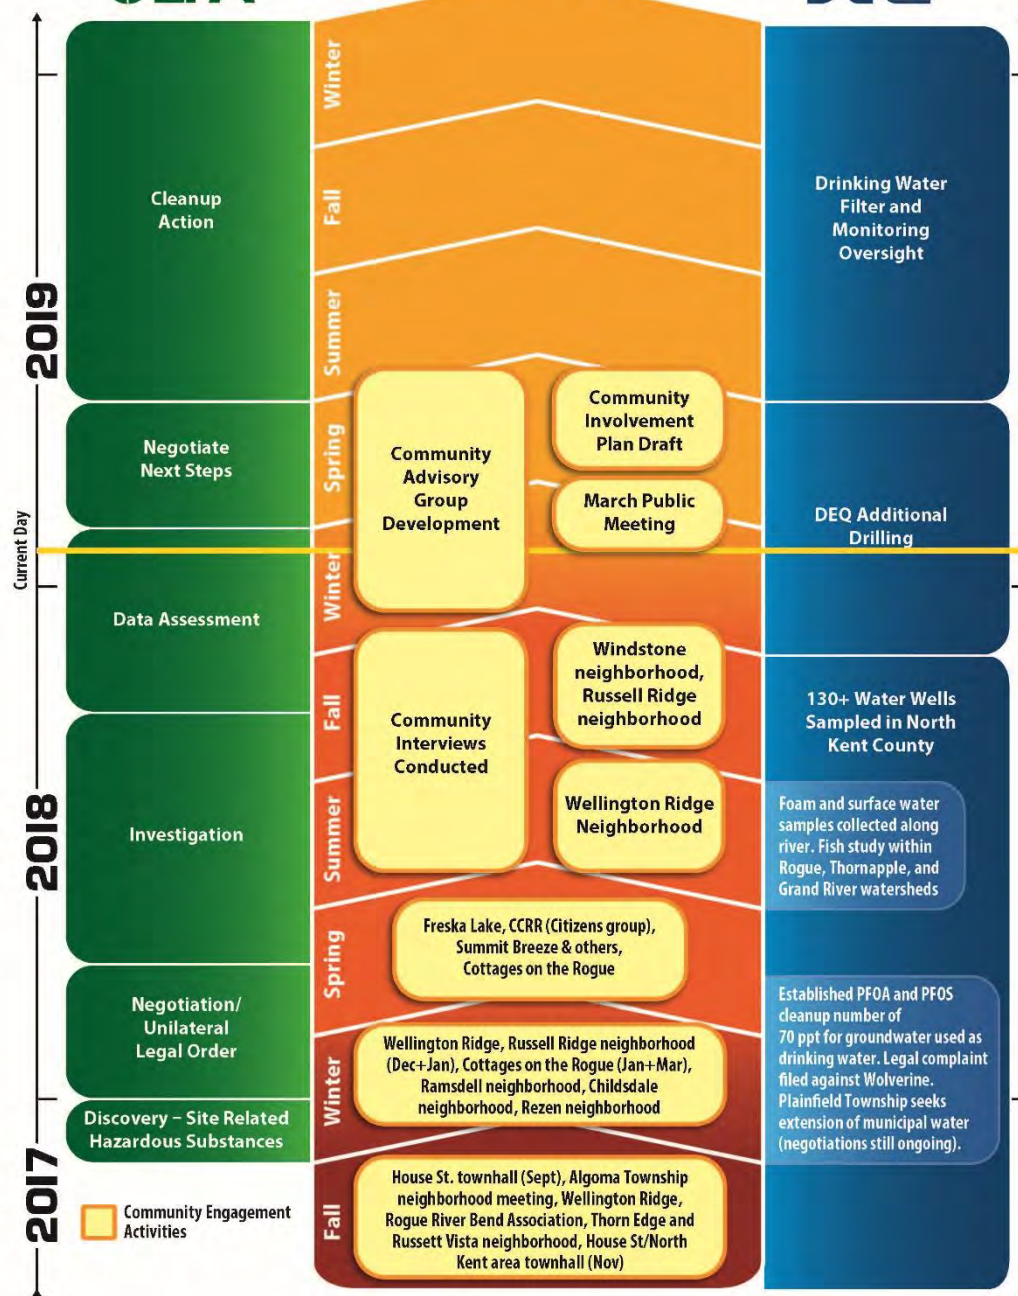 2019
2018
2017
Current Day
Cleanup
Action
Negotiate
Next Steps
Data Assessment
Investigation
Negotiation/
Unilateral
Legal Order
Discovery – Site Related
Hazardous Substances
Community Engagement
Activities
Winter
Fall
Summer
Spring
Winter
Fall
Summer
Spring
Winter
Fall
Community
Advisory
Group
Development
Community
Involvement
Plan Draft
March Public
Meeting
Community
Interviews
Conducted
Windstone
neighborhood,
Russell Ridge
neighborhood
Wellington Ridge
Neighborhood
Freska Lake, CCRR (Citizens group),
Summit Breeze & others,
Cottages on the Rogue
Wellington Ridge, Russell Ridge neighborhood
(Dec+Jan), Cottages on the Rogue (Jan+Mar),
Ramsdell neighborhood, Childsdale
neighborhood, Rezen neighborhood
House St. townhall (Sept), Algoma Township
neighborhood meeting, Wellington Ridge,
Rogue River Bend Association, Thorn Edge and
Russett Vista neighborhood, House St/North
Kent area townhall (Nov)
Drinking Water
Filter and
Monitoring
Oversight
DEQ Additional
Drilling
130+ Water Wells
Sampled in North
Kent County
Foam and surface water
samples collected along
river. Fish study within
Rogue, Thornapple, and
Grand River watersheds
Established PFOA and PFOS
cleanup number of
70 ppt for groundwater used as
drinking water. Legal complaint
filed against Wolverine.
Plainfield Township seeks
extension of municipal water
(negotiations still ongoing).